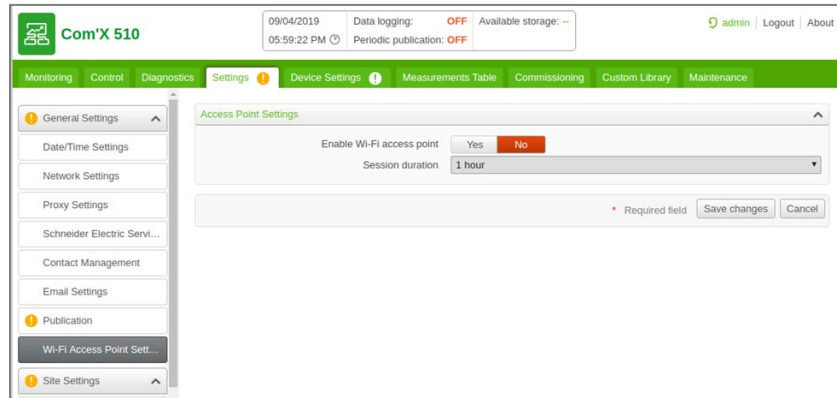 Com'X 510
09/04/2019
05:59:22 PM
Data logging: OFF
Periodic publication: OFF
Available storage: --
admin | Logout | About
Monitoring Control Diagnostics Settings Device Settings Measurements Table Commissioning Custom Library Maintenance
General Settings
Date/Time Settings
Network Settings
Proxy Settings
Schneider Electric Servi...
Contact Management
Email Settings
Publication
Wi-Fi Access Point Sett...
Site Settings
Access Point Settings
Enable Wi-Fi access point Yes No
Session duration 1 hour
* Required field Save changes Cancel